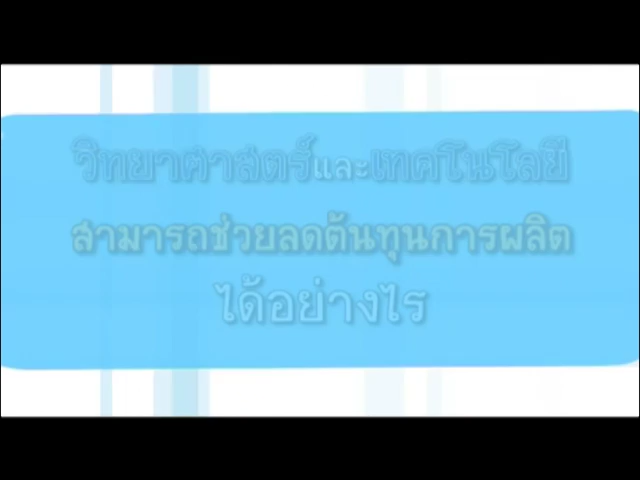 วิทยาศาสตร์และเทคโนโลยี
สามารถช่วยลดต้นทุนการผลิต
ได้อย่างไร